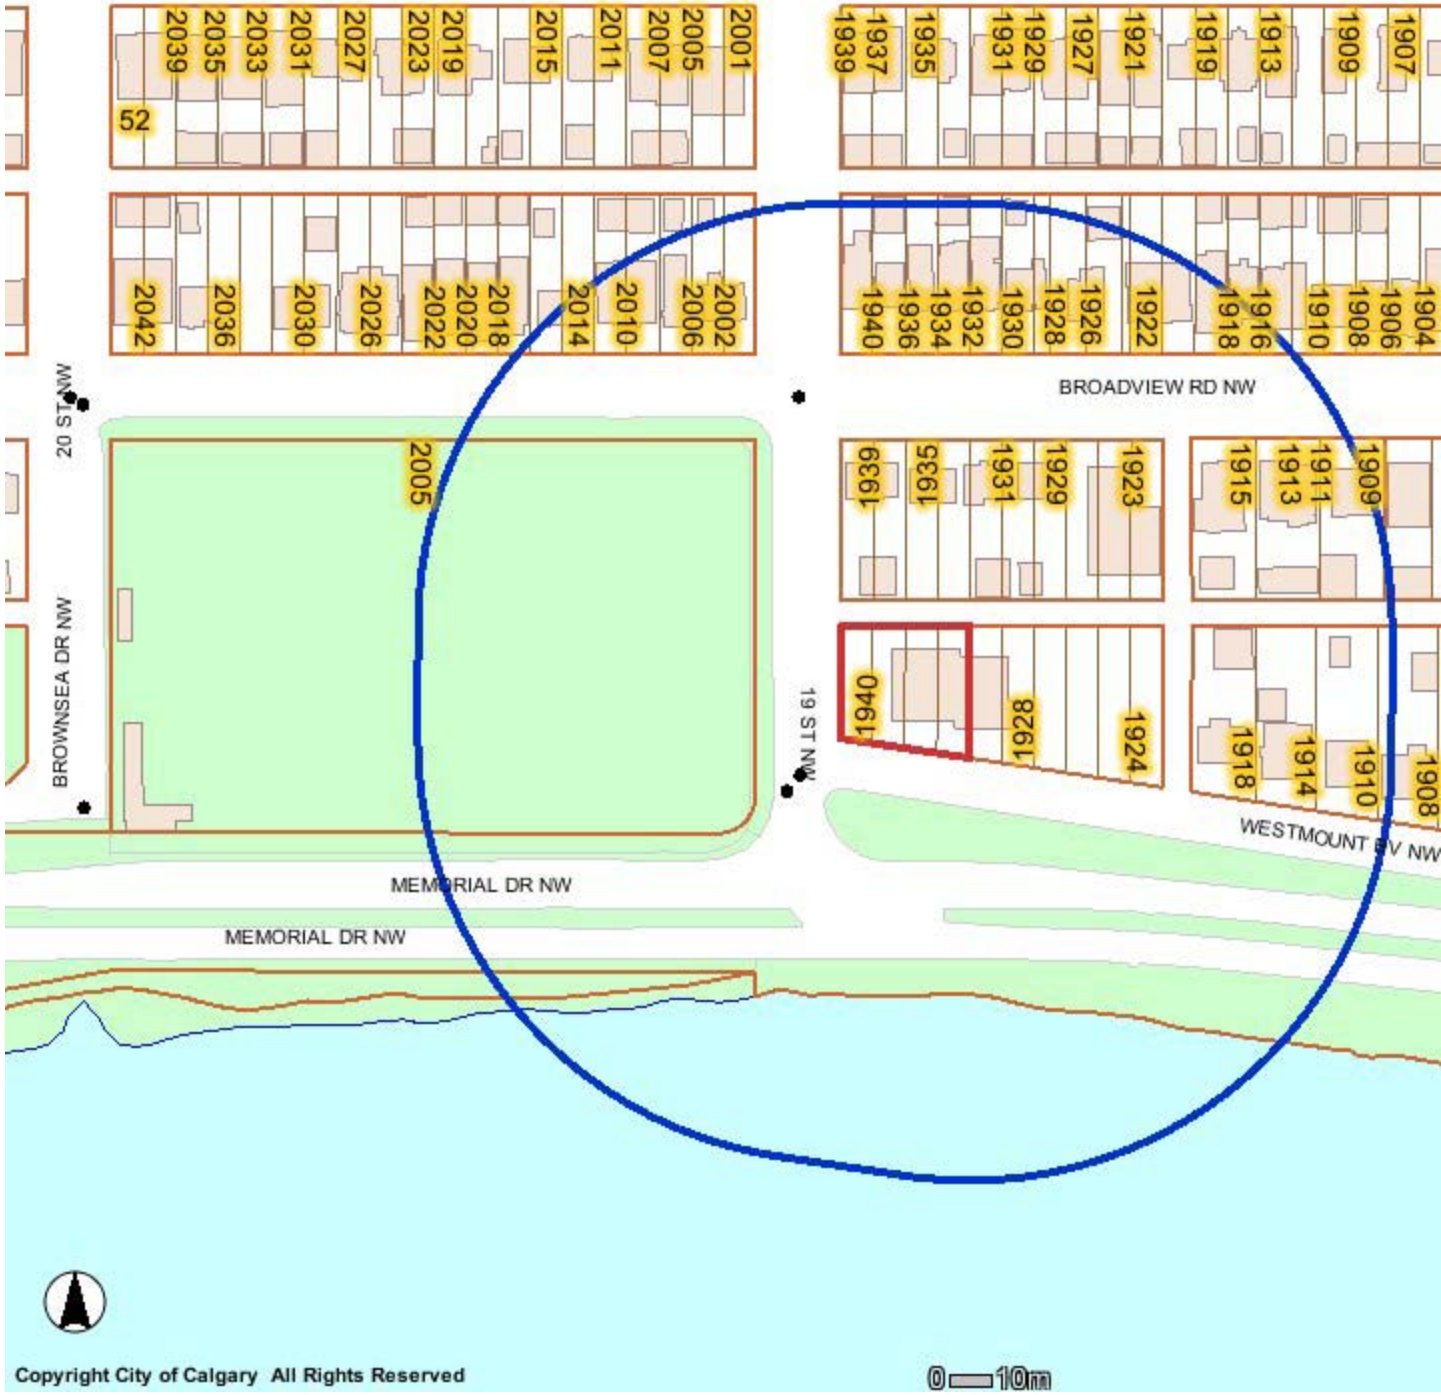 2039 2035 2033 2031 2027 2023 2019 2015 2011 2007 2005 2001 1939 1937 1935 1931 1929 1927 1921 1919 1913 1909 1907
52
2042 2036 2030 2026 2022 2020 2018 2014 2010 2006 2002 1940 1936 1934 1932 1930 1928 1926 1922 1918 1916 1910 1908 1906 1904
BROADVIEW RD NW
20 ST NW
2005 1939 1935 1931 1929 1923 1915 1913 1911 1909
BROWNSEA DR NW
19 ST NW
1940 1928 1924 1918 1914 1910 1908
WESTMOUNT BV NW
MEMORIAL DR NW
MEMORIAL DR NW
Copyright City of Calgary All Rights Reserved
0 10m